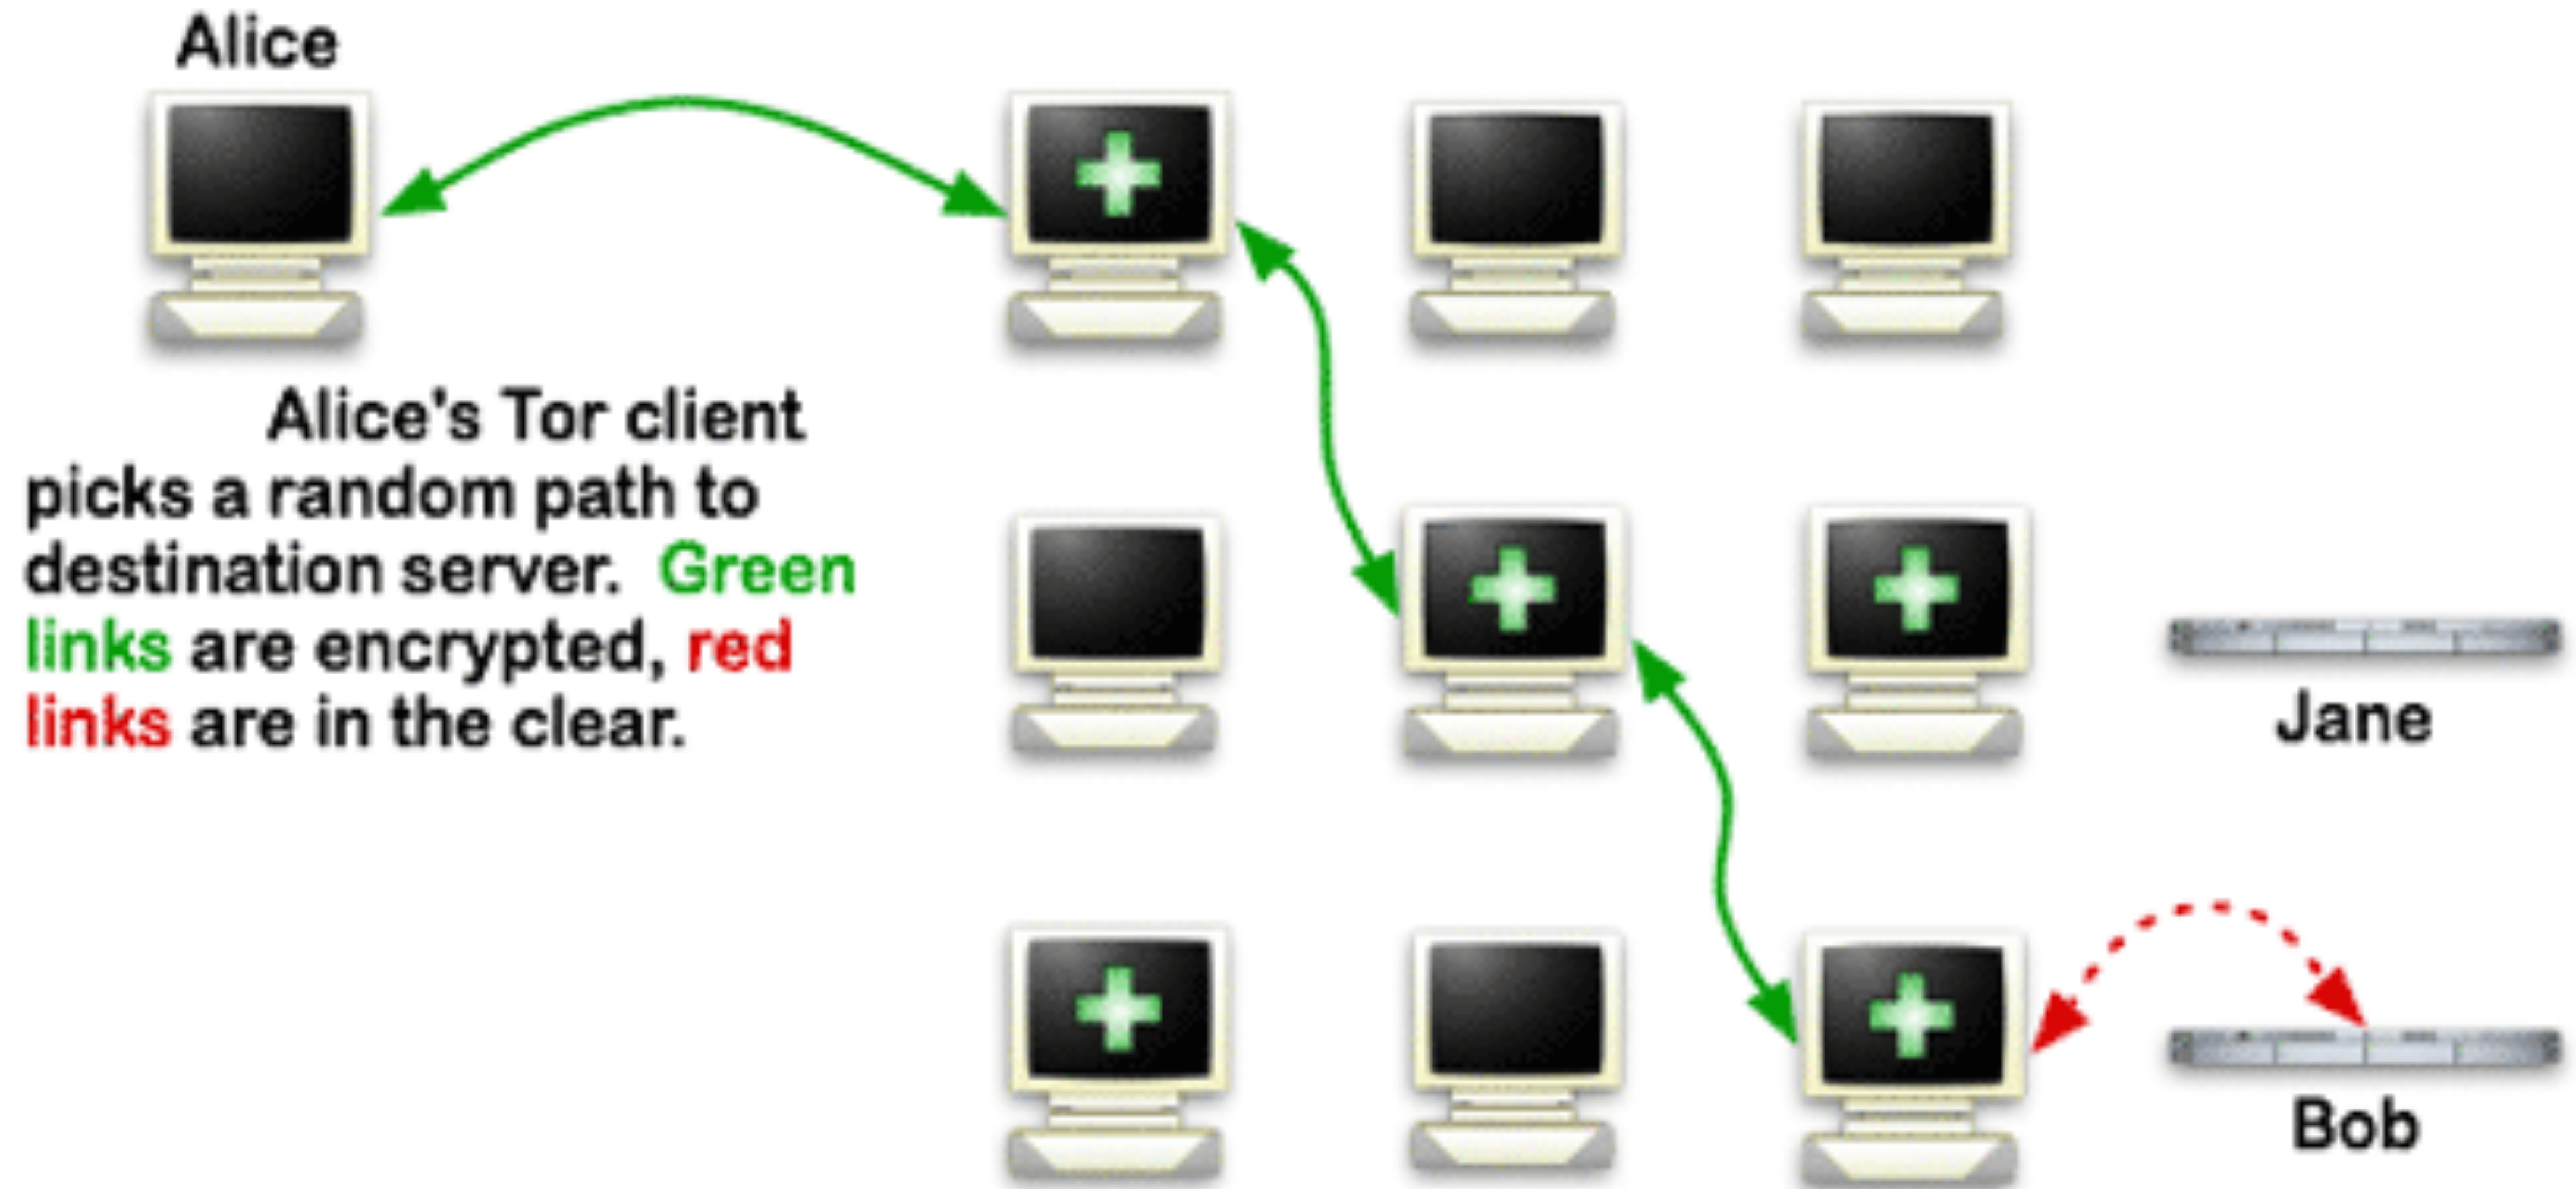 Alice
Alice's Tor client
picks a random path to
destination server. Green
links are encrypted, red
links are in the clear.
Jane
Bob